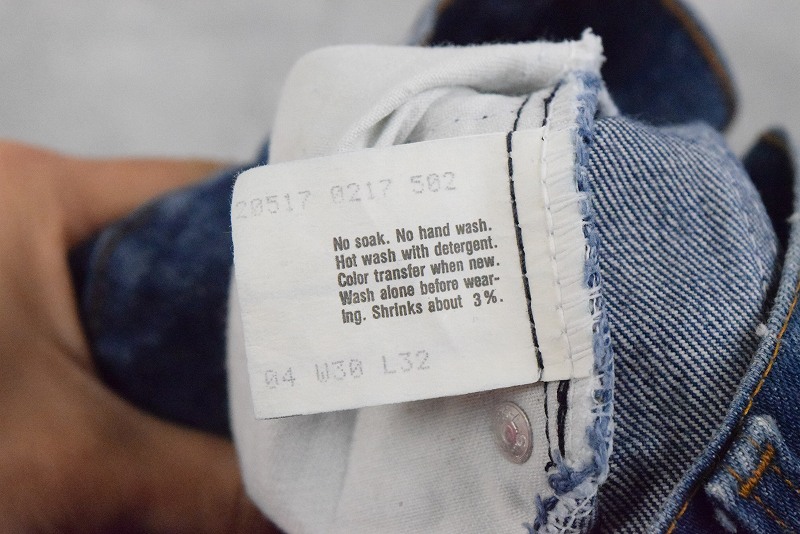 20517 0217 502
No soak. No hand wash.
Hot wash with detergent.
Color transfer when new.
Wash alone before wear-
ing. Shrinks about 3%.
04 W30 L32